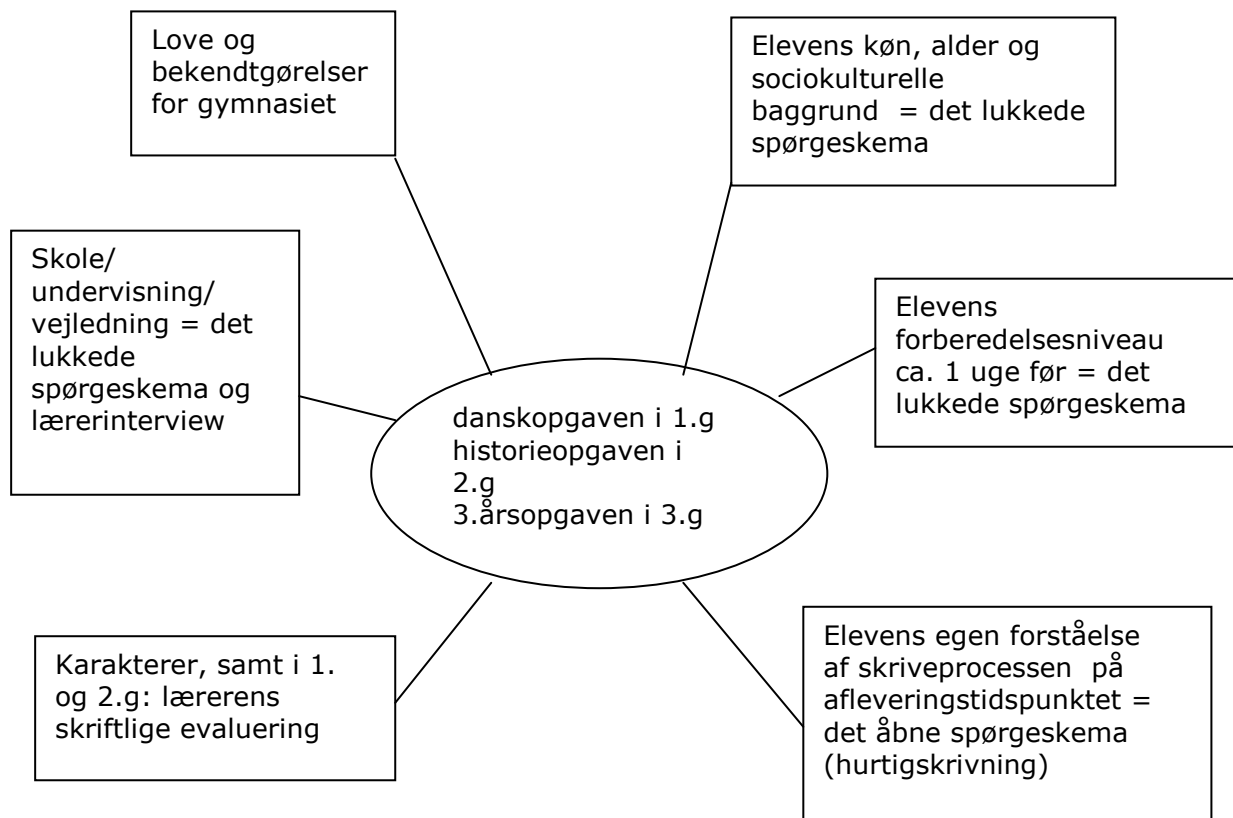 Love og
bekendtgørelser
for gymnasiet
Elevens køn, alder og
sociokulturelle
baggrund = det lukkede
spørgeskema
Skole/
undervisning/
vejledning = det
lukkede
spørgeskema og
lærerinterview
Elevens
forberedelsesniveau
ca. 1 uge før = det
lukkede spørgeskema
danskopgaven i 1.g
historieopgaven i
2.g
3.årsopgaven i 3.g
Karakterer, samt i 1.
og 2.g: lærerens
skriftlige evaluering
Elevens egen forståelse
af skriveprocessen på
afleveringstidspunktet =
det åbne spørgeskema
(hurtigskrivning)